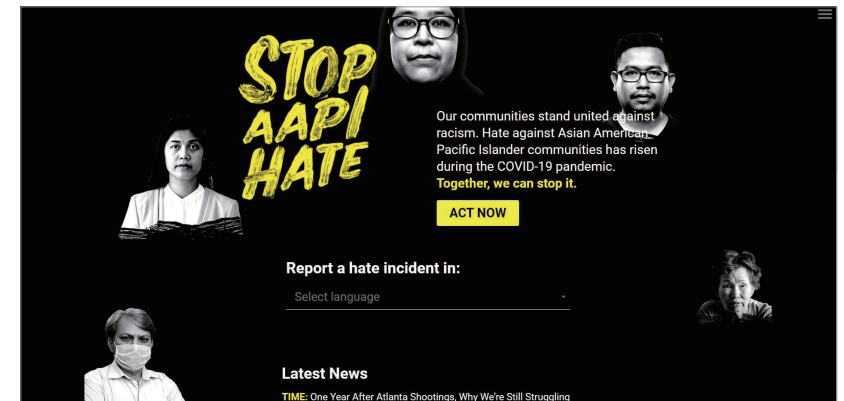 STOP
AAPI
HATE
Our communities stand united against
racism. Hate against Asian American
Pacific Islander communities has risen
during the COVID-19 pandemic.
Together, we can stop it.
ACT NOW
Report a hate incident in:
Select language
Latest News
TIME: One Year After Atlanta Shootings, Why We're Still Struggling